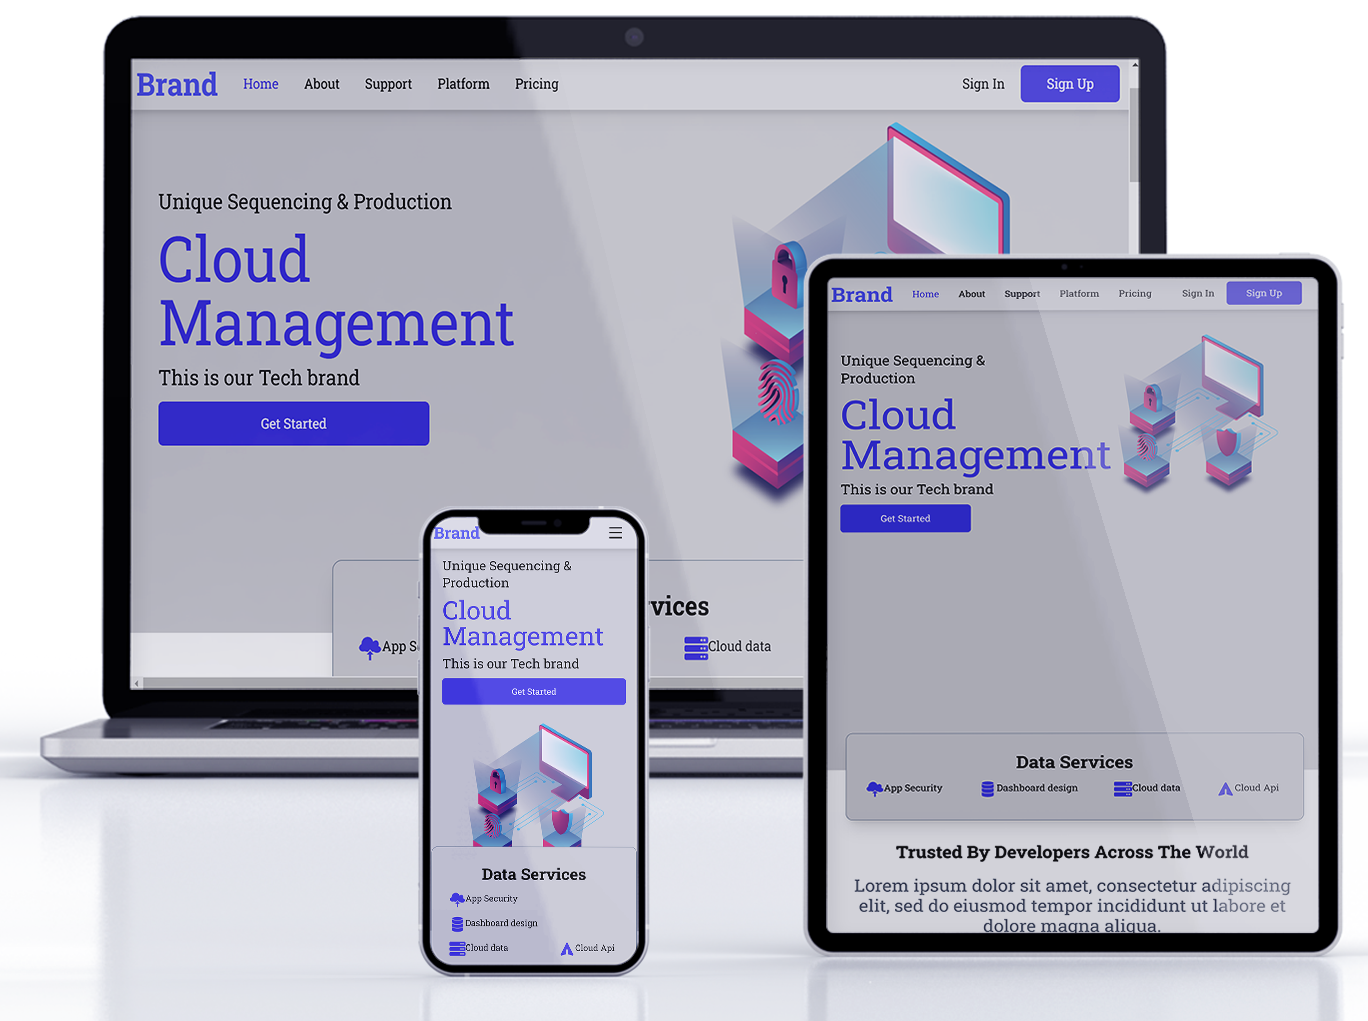 Brand Home About Support Platform Pricing Sign In Sign Up
Unique Sequencing & Production
Cloud
Management
This is our Tech brand
Get Started
App
Cloud data
Brand
Unique Sequencing &
Production
Cloud
Management
This is our Tech brand
Get Started
Data Services
App Security
Dashboard design
Cloud data Cloud Api
Brand Home About Support Platform Pricing Sign In Sign Up
Unique Sequencing &
Production
Cloud
Management
This is our Tech brand
Get Started
Data Services
App Security Dashboard design Cloud data Cloud Api
Trusted By Developers Across The World
Lorem ipsum dolor sit amet, consectetur adipiscing
elit, sed do eiusmod tempor incididunt ut labore et
dolore magna aliqua.